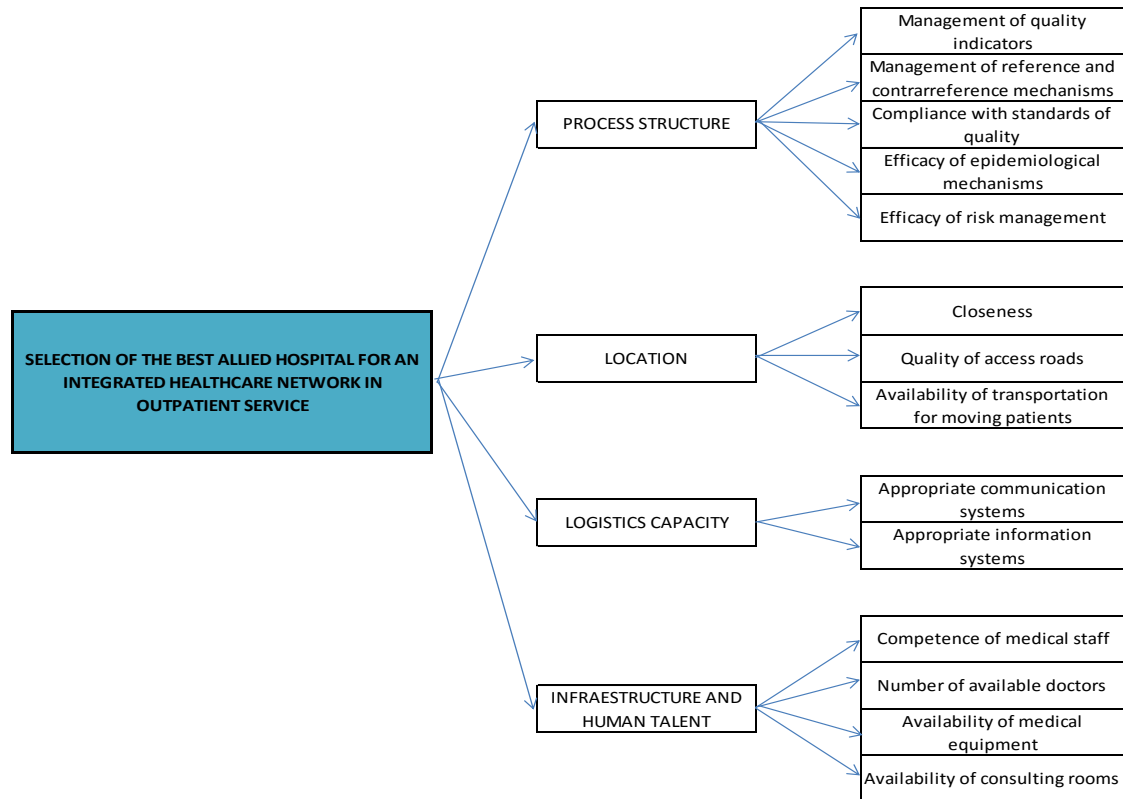 SELECTION OF THE BEST ALLIED HOSPITAL FOR AN
INTEGRATED HEALTHCARE NETWORK IN
OUTPATIENT SERVICE
PROCESS STRUCTURE
Management of quality
indicators
Management of reference and
contrarreference mechanisms
Compliance with standards of
quality
Efficacy of epidemiological
mechanisms
Efficacy of risk management
LOCATION
Closeness
Quality of access roads
Availability of transportation
for moving patients
LOGISTICS CAPACITY
Appropriate communication
systems
Appropriate information
systems
INFRAESTRUCTURE AND
HUMAN TALENT
Competence of medical staff
Number of available doctors
Availability of medical
equipment
Availability of consulting rooms